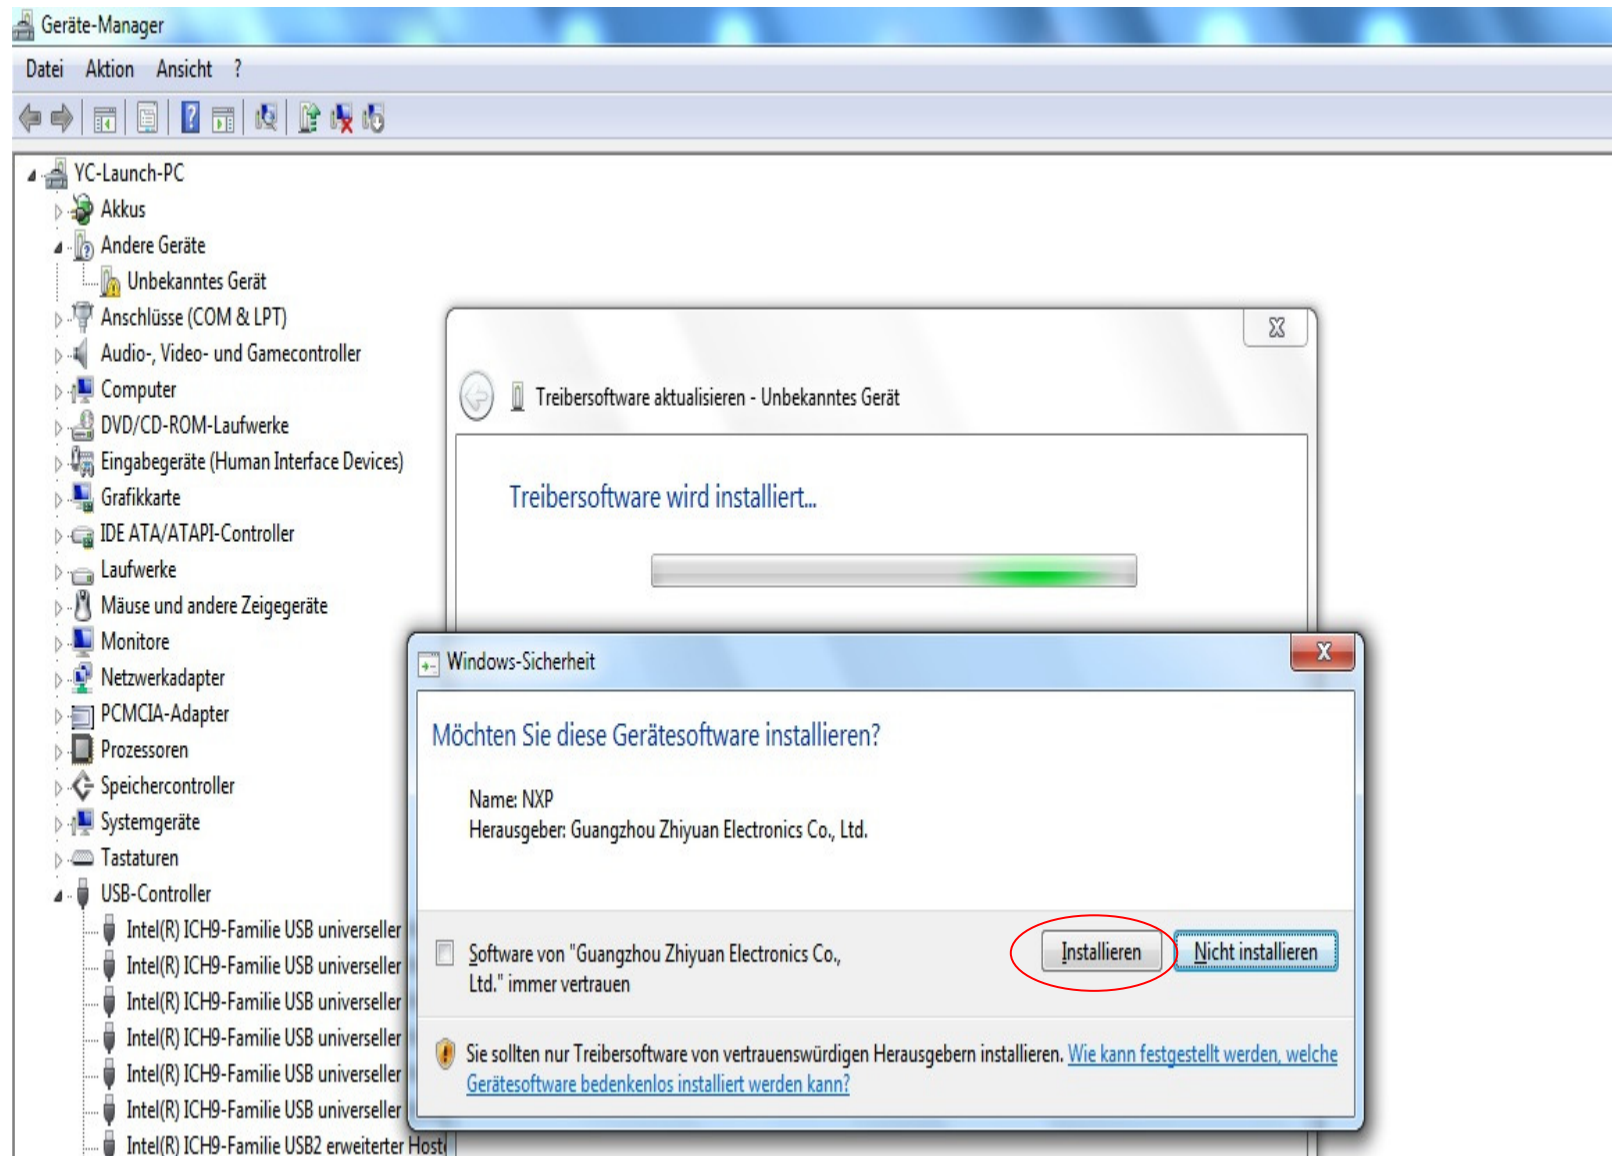 Geräte-Manager
Datei Aktion Ansicht ?
YC-Launch-PC
Akkus
Andere Geräte
Unbekanntes Gerät
Anschlüsse (COM & LPT)
Audio-, Video- und Gamecontroller
Computer
DVD/CD-ROM-Laufwerke
Eingabegeräte (Human Interface Devices)
Grafikkarte
IDE ATA/ATAPI-Controller
Laufwerke
Mäuse und andere Zeigegeräte
Monitore
Netzwerkadapter
PCMCIA-Adapter
Prozessoren
Speichercontroller
Systemgeräte
Tastaturen
USB-Controller
Intel(R) ICH9-Familie USB universeller
Intel(R) ICH9-Familie USB universeller
Intel(R) ICH9-Familie USB universeller
Intel(R) ICH9-Familie USB universeller
Intel(R) ICH9-Familie USB universeller
Intel(R) ICH9-Familie USB universeller
Intel(R) ICH9-Familie USB2 erweiterter
Treibersoftware aktualisieren - Unbekanntes Gerät
Treibersoftware wird installiert...
Windows-Sicherheit
Möchten Sie diese Gerätesoftware installieren?
Name: NXP
Herausgeber: Guangzhou Zhiyuan Electronics Co., Ltd.
Software von "Guangzhou Zhiyuan Electronics Co.,
Ltd." immer vertrauen
Installieren
Nicht installieren
Sie sollten nur Treibersoftware von vertrauenswürdigen Herausgebern installieren. Wie kann festgestellt werden, welche
Gerätesoftware bedenkenlos installiert werden kann?